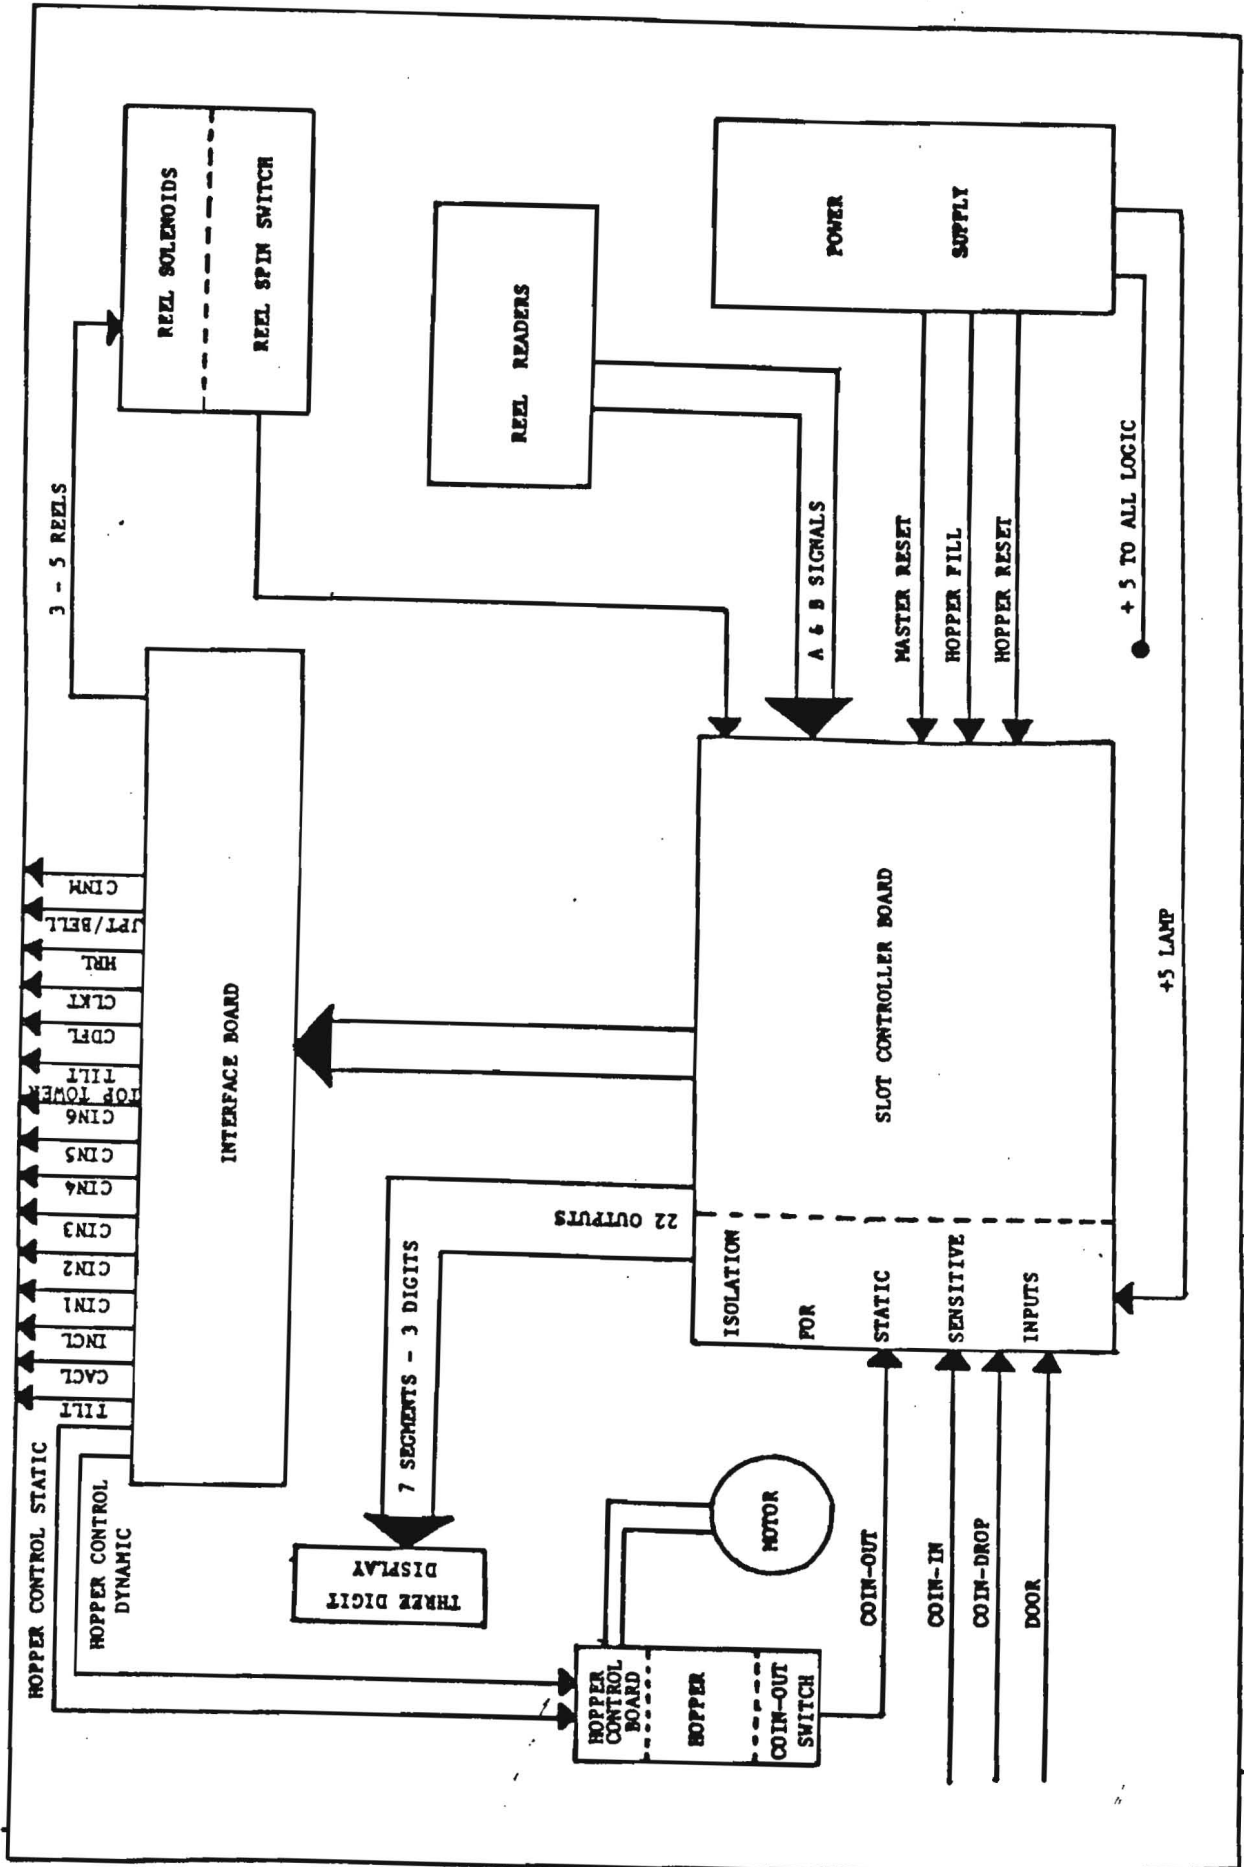 HOPPER CONTROL STATIC
HOPPER CONTROL
DYNAMIC
TILT
CACL
INCL
CIN1
CIN2
CIN3
CIN4
CIN5
CIN6
TOP TOWER
TILT
CDFL
CLKT
HRL
JPT/BELL
CINM
3 - 5 REELS
INTERFACE BOARD
REEL SOLENOIDS
REEL SPIN SWITCH
THREE DIGIT
DISPLAY
7 SEGMENTS - 3 DIGITS
22 OUTPUTS
REEL READERS
A & B SIGNALS
HOPPER
CONTROL
BOARD
HOPPER
COIN-OUT
SWITCH
MOTOR
COIN-OUT
COIN-IN
COIN-DROP
DOOR
ISOLATION
FOR
STATIC
SENSITIVE
INPUTS
SLOT CONTROLLER BOARD
MASTER RESET
HOPPER FILL
HOPPER RESET
POWER
SUPPLY
+ 5 TO ALL LOGIC
+5 LAMP